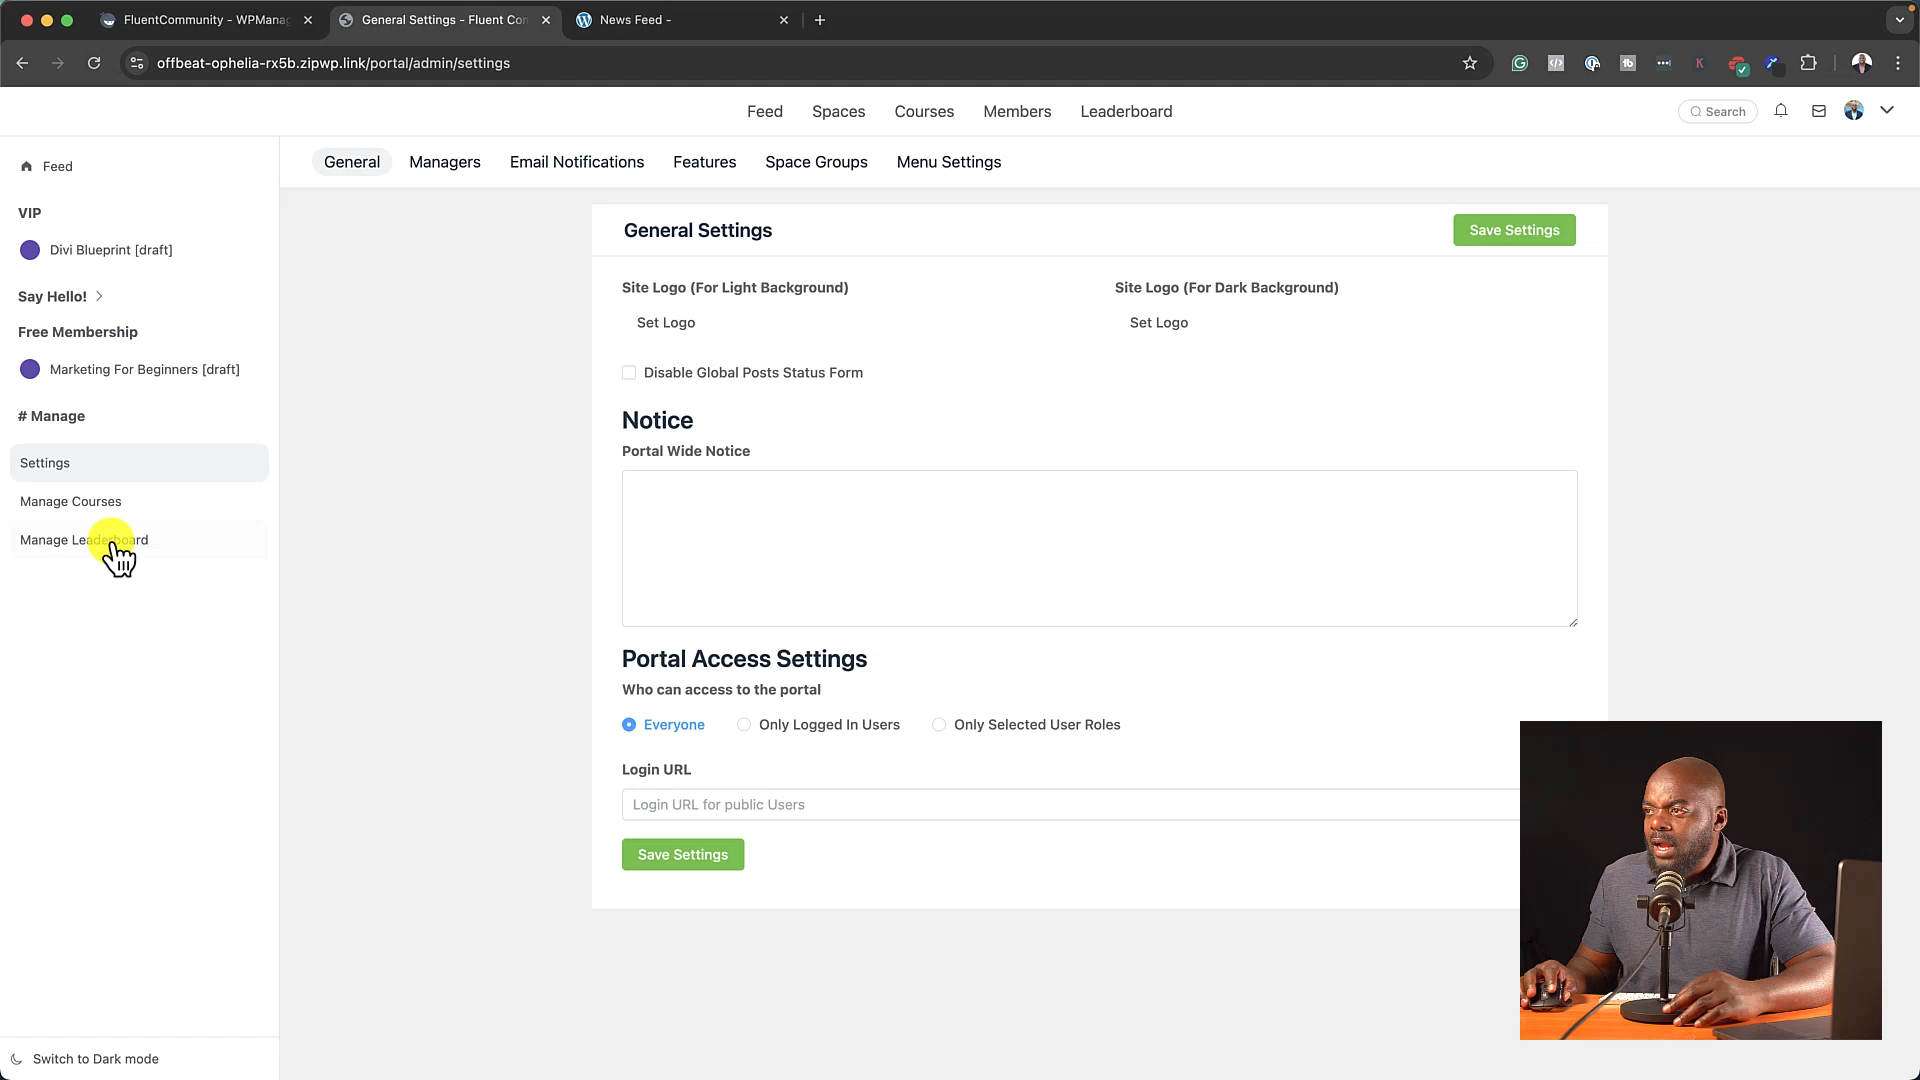 FluentCommunity - WPMana
General Settings - Fluent Co
News Feed -
offbeat-ophelia-rx5b.zipwp.link/portal/admin/settings
Feed
Spaces
Courses
Members
Leaderboard
Search
Feed
VIP
Divi Blueprint [draft]
Say Hello!
Free Membership
Marketing For Beginners [draft]
# Manage
Settings
Manage Courses
Manage Leaderboard
Switch to Dark mode
General
Managers
Email Notifications
Features
Space Groups
Menu Settings
General Settings
Save Settings
Site Logo (For Light Background)
Site Logo (For Dark Background)
Set Logo
Set Logo
Disable Global Posts Status Form
Notice
Portal Wide Notice
Portal Access Settings
Who can access to the portal
Everyone
Only Logged In Users
Only Selected User Roles
Login URL
Login URL for public Users
Save Settings